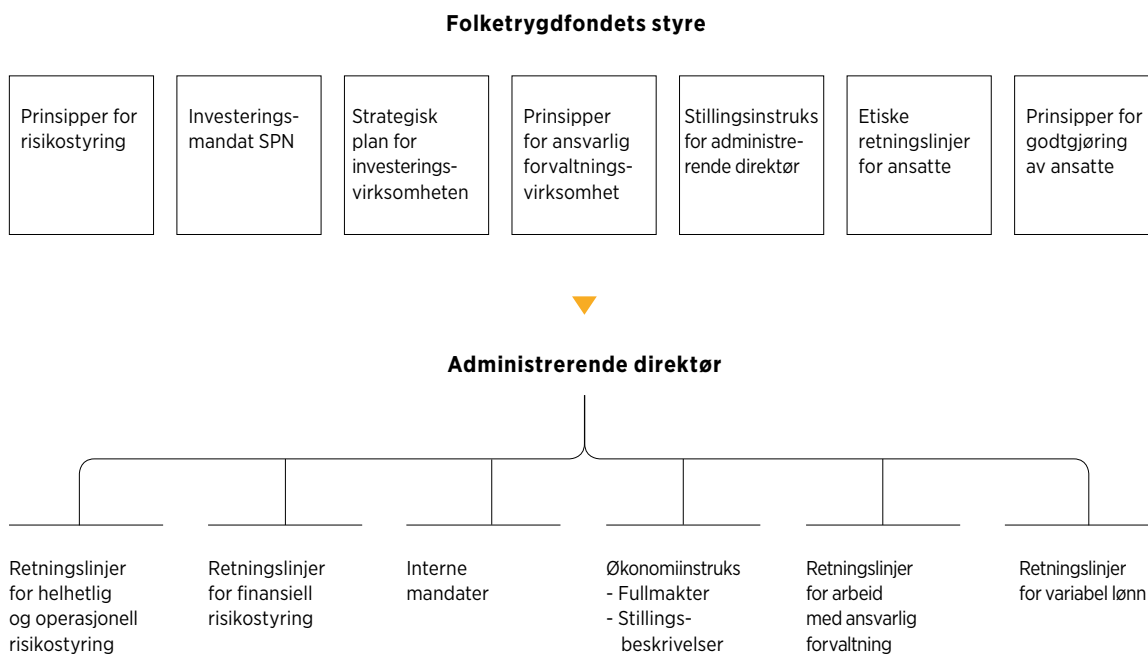 Folketrygdfondets styre
Prinsipper for
risikostyring
Investerings-
mandat SPN
Strategisk
plan for
investerings-
virksomheten
Prinsipper
for ansvarlig
forvaltnings-
virksomhet
Stillingsinstruks
for administre-
rende direktør
Etiske
retningslinjer
for ansatte
Prinsipper for
godtgjøring
av ansatte
Administrerende direktør
Retningslinjer
for helhetlig
og operasjonell
risikostyring
Retningslinjer
for finansiell
risikostyring
Interne
mandater
Økonomiinstruks
- Fullmakter
- Stillings-
beskrivelser
Retningslinjer
for arbeid
med ansvarlig
forvaltning
Retningslinjer
for variabel lønn